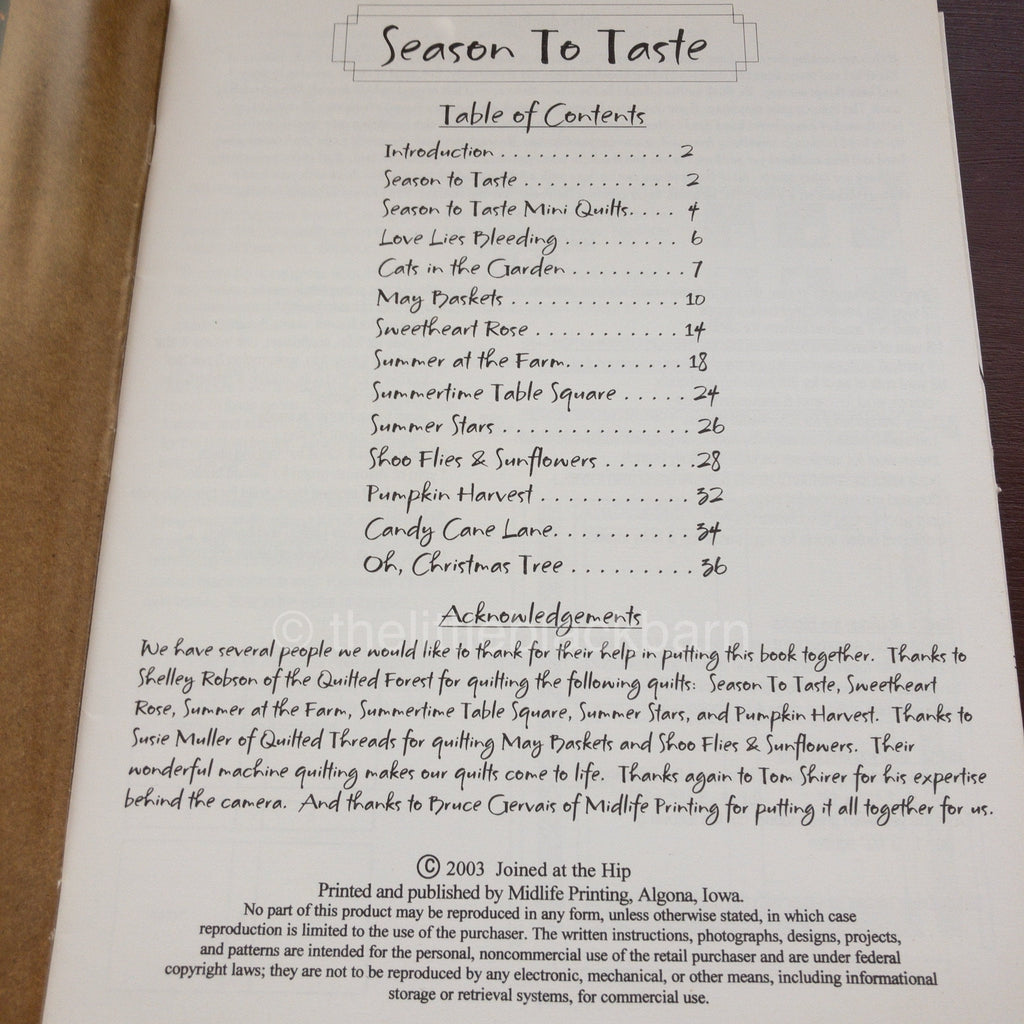 Season To Taste
Table of Contents
Introduction . . . . . . . . . . . . . . . 2
Season to Taste . . . . . . . . . . . . 2
Season to Taste Mini Quilts. . . . 4
Love Lies Bleeding . . . . . . . . . 6
Cats in the Garden . . . . . . . . . 7
May Baskets . . . . . . . . . . . . . 10
Sweetheart Rose . . . . . . . . . . . 14
Summer at the Farm. . . . . . . . . 18
Summertime Table Square . . . . . 24
Summer Stars . . . . . . . . . . . . . . 26
Shoo Flies & Sunflowers . . . . . . .28
Pumpkin Harvest . . . . . . . . . . . 32
Candy Cane Lane. . . . . . . . . . 34
Oh, Christmas Tree . . . . . . . . . 36
Acknowledgements
© thelittleblackbarn
We have several people we would like to thank for their help in putting this book together. Thanks to
Shelley Robson of the Quilted Forest for quilting the following quilts: Season To Taste, Sweetheart
Rose, Summer at the Farm, Summertime Table Square, Summer Stars, and Pumpkin Harvest. Thanks to
Susie Muller of Quilted Threads for quilting May Baskets and Shoo Flies & Sunflowers. Their
wonderful machine quilting makes our quilts come to life. Thanks again to Tom Shirer for his expertise
behind the camera. And thanks to Bruce Gervais of Midlife Printing for putting it all together for us.
© 2003 Joined at the Hip
Printed and published by Midlife Printing, Algona, Iowa.
No part of this product may be reproduced in any form, unless otherwise stated, in which case
reproduction is limited to the use of the purchaser. The written instructions, photographs, designs, projects,
and patterns are intended for the personal, noncommercial use of the retail purchaser and are under federal
copyright laws; they are not to be reproduced by any electronic, mechanical, or other means, including informational
storage or retrieval systems, for commercial use.